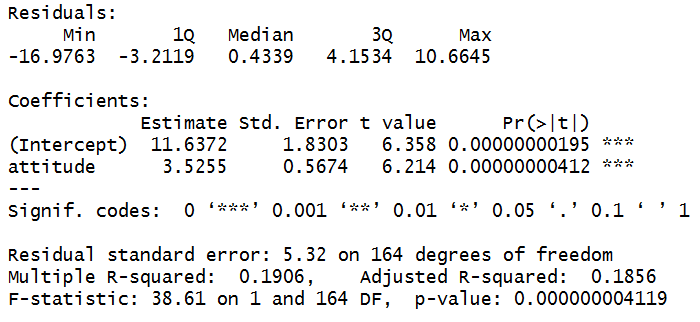 Residuals:
Min 1Q Median 3Q Max
-16.9763 -3.2119 0.4339 4.1534 10.6645
Coefficients:
Estimate Std. Error t value Pr(>|t|)
(Intercept) 11.6372 1.8303 6.358 0.00000000195 ***
attitude 3.5255 0.5674 6.214 0.00000000412 ***
---
Signif. codes: 0 ‘***’ 0.001 ‘**’ 0.01 ‘*’ 0.05 ‘.’ 0.1 ‘ ’ 1
Residual standard error: 5.32 on 164 degrees of freedom
Multiple R-squared: 0.1906, Adjusted R-squared: 0.1856
F-statistic: 38.61 on 1 and 164 DF, p-value: 0.000000004119